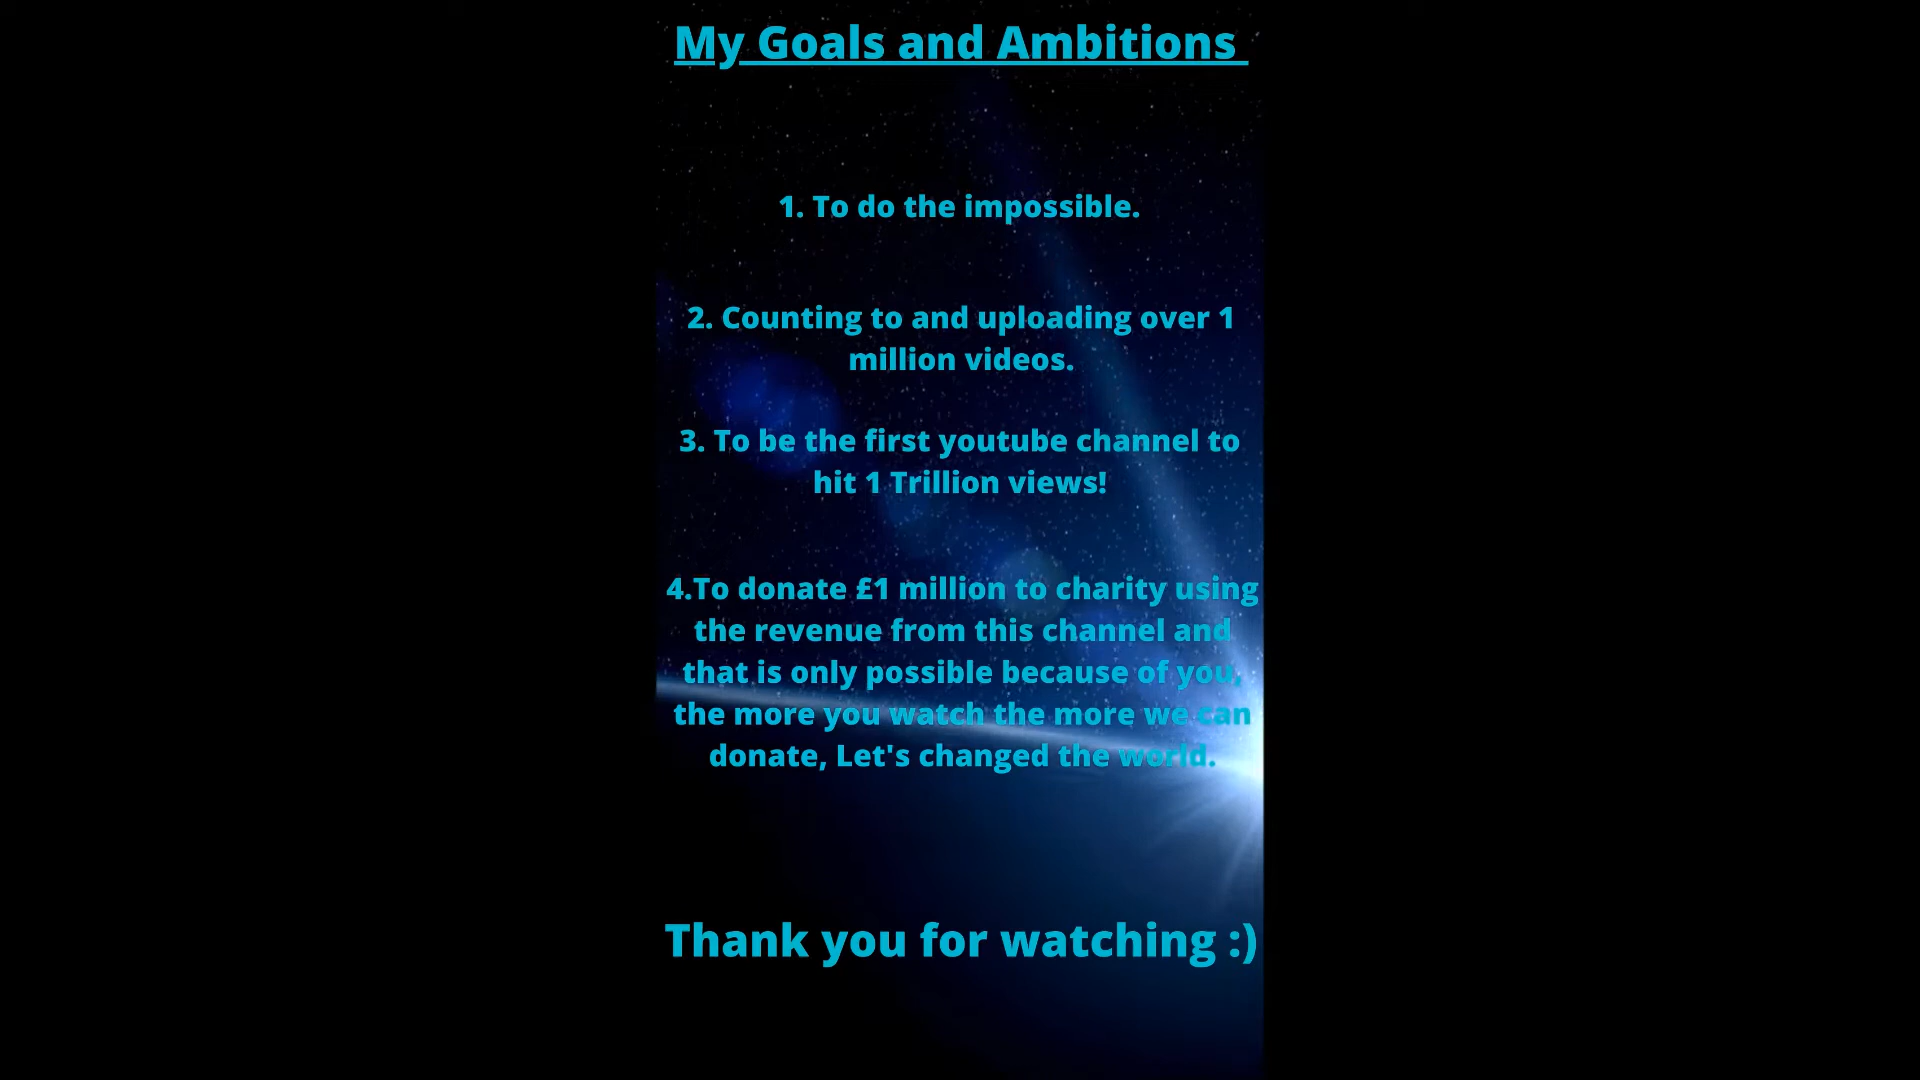 My Goals and Ambitions
1. To do the impossible.
2. Counting to and uploading over 1
million videos.
3. To be the first youtube channel to
hit 1 Trillion views!
4.To donate £1 million to charity using
the revenue from this channel and
that is only possible because of you,
the more you watch the more we can
donate, Let's changed the world.
Thank you for watching :)